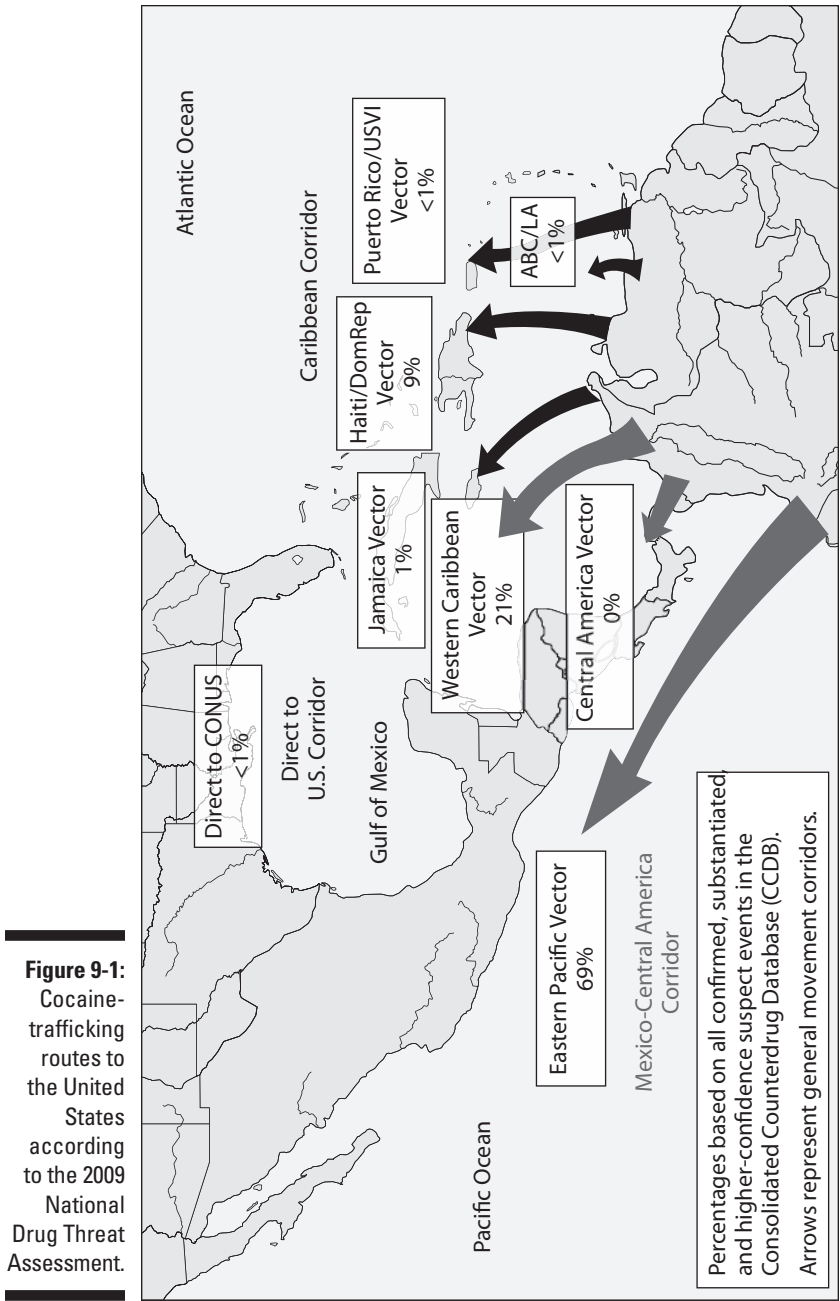 Figure 9-1:
Cocaine-
trafficking
routes to
the United
States
according
to the 2009
National
Drug Threat
Assessment.
Atlantic Ocean
Caribbean Corridor
Puerto Rico/USVI
Vector
<1%
Haiti/DomRep
Vector
9%
ABC/LA
<1%
Jamaica Vector
1%
Western Caribbean
Vector
21%
Central America Vector
0%
Direct to CONUS
<1%
Direct to
U.S. Corridor
Gulf of Mexico
Eastern Pacific Vector
69%
Mexico-Central America
Corridor
Pacific Ocean
Percentages based on all confirmed, substantiated,
and higher-confidence suspect events in the
Consolidated Counterdrug Database (CCDB).
Arrows represent general movement corridors.